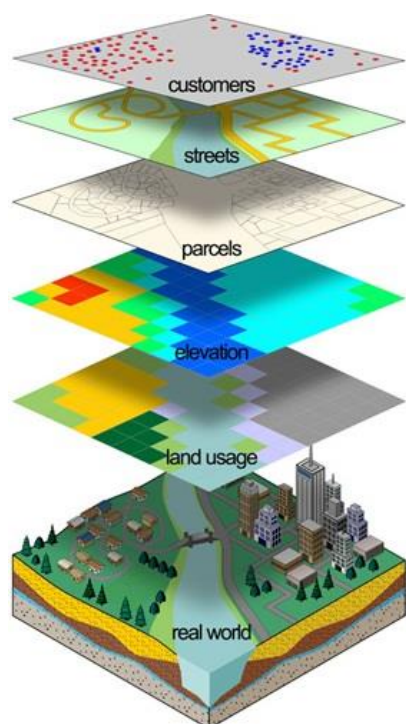 customers
streets
parcels
elevation
land usage
real world